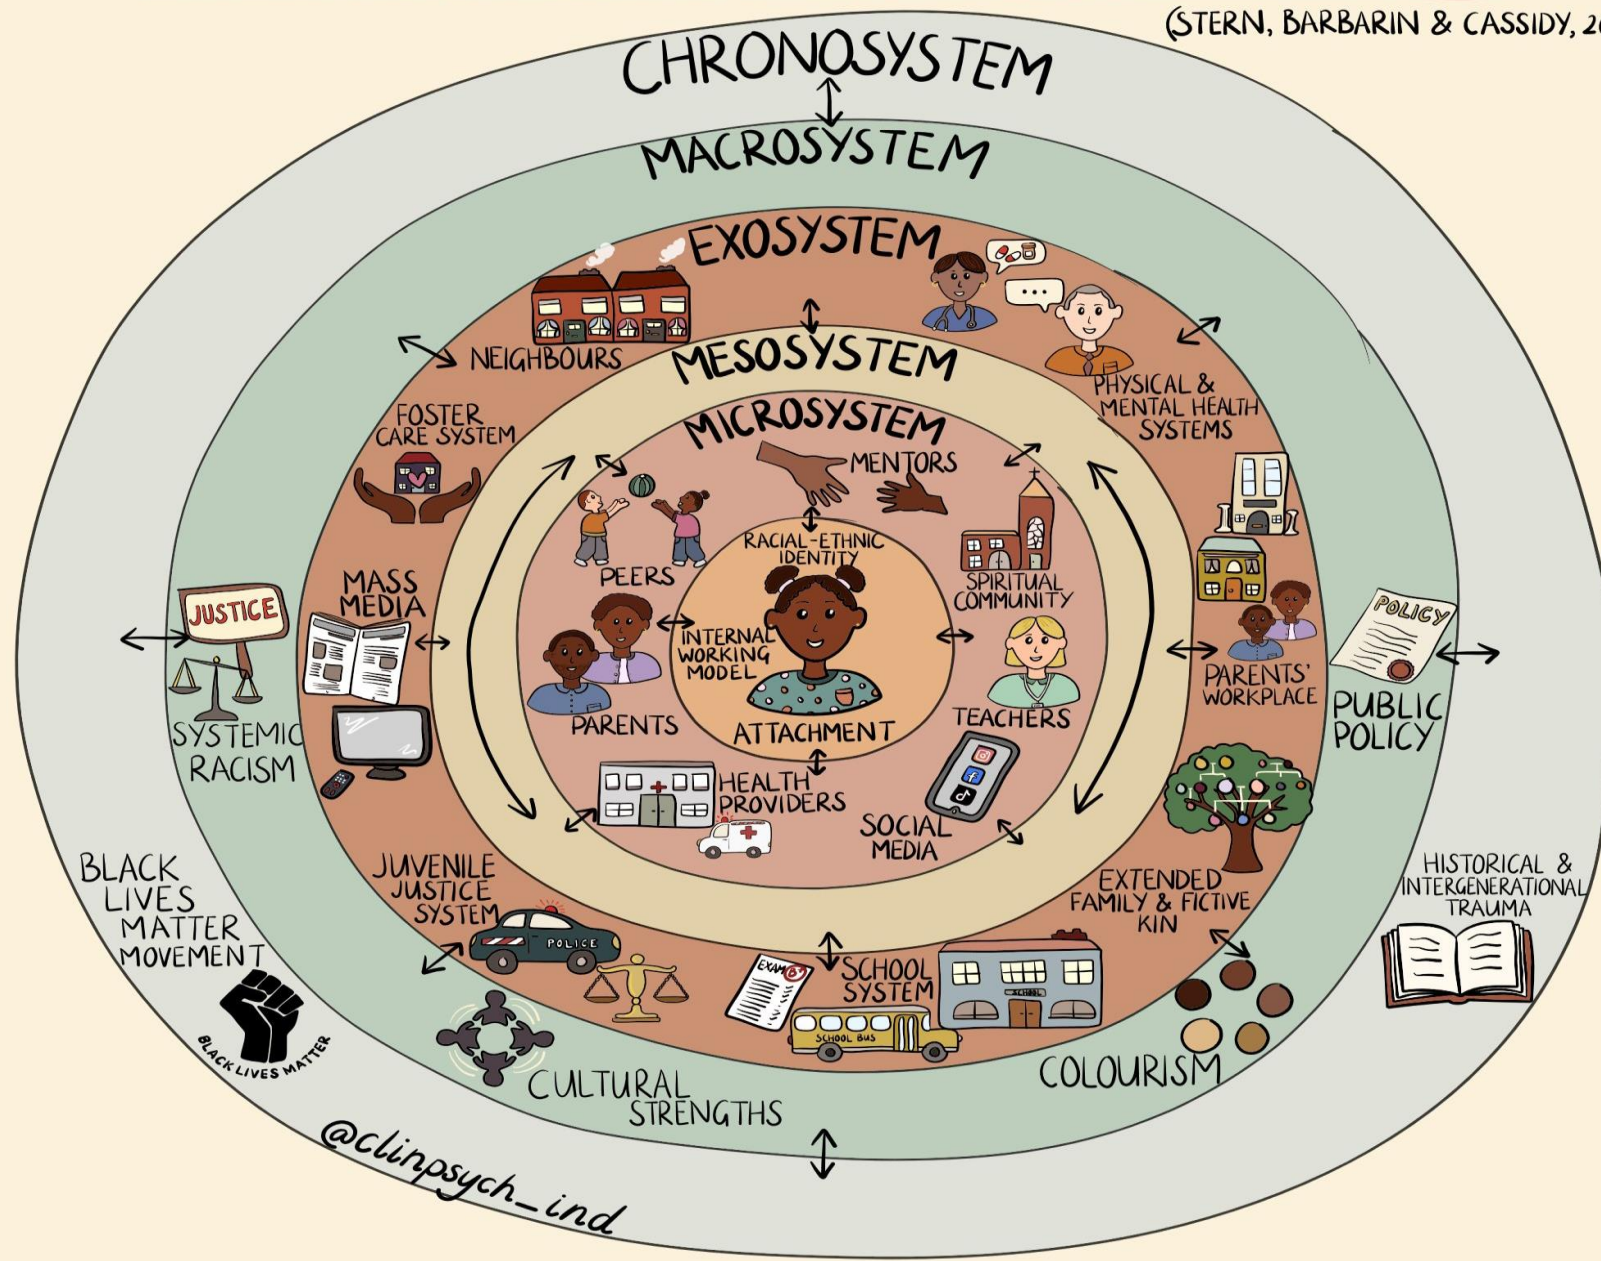 (STERN, BARBARIN & CASSIDY,
CHRONOSYSTEM
MACROSYSTEM
EXOSYSTEM
NEIGHBOURS
PHYSICAL &
MENTAL HEALTH
SYSTEMS
MESOSYSTEM
FOSTER
CARE SYSTEM
MICROSYSTEM
MENTORS
RACIAL-ETHNIC
IDENTITY
PEERS
SPIRITUAL
COMMUNITY
MASS
MEDIA
JUSTICE
POLICY
INTERNAL
WORKING
MODEL
PARENTS'
WORKPLACE
PARENTS
ATTACHMENT
TEACHERS
PUBLIC
POLICY
SYSTEMIC
RACISM
HEALTH
PROVIDERS
SOCIAL
MEDIA
JUVENILE
JUSTICE
SYSTEM
POLICE
EXTENDED
FAMILY & FICTIVE
KIN
BLACK
LIVES
MATTER
MOVEMENT
HISTORICAL &
INTERGENERATIONAL
TRAUMA
EXAM
SCHOOL
SYSTEM
SCHOOL
SCHOOL BUS
BLACK LIVES MATTER
CULTURAL
STRENGTHS
COLOURISM
@clinpsych_ind